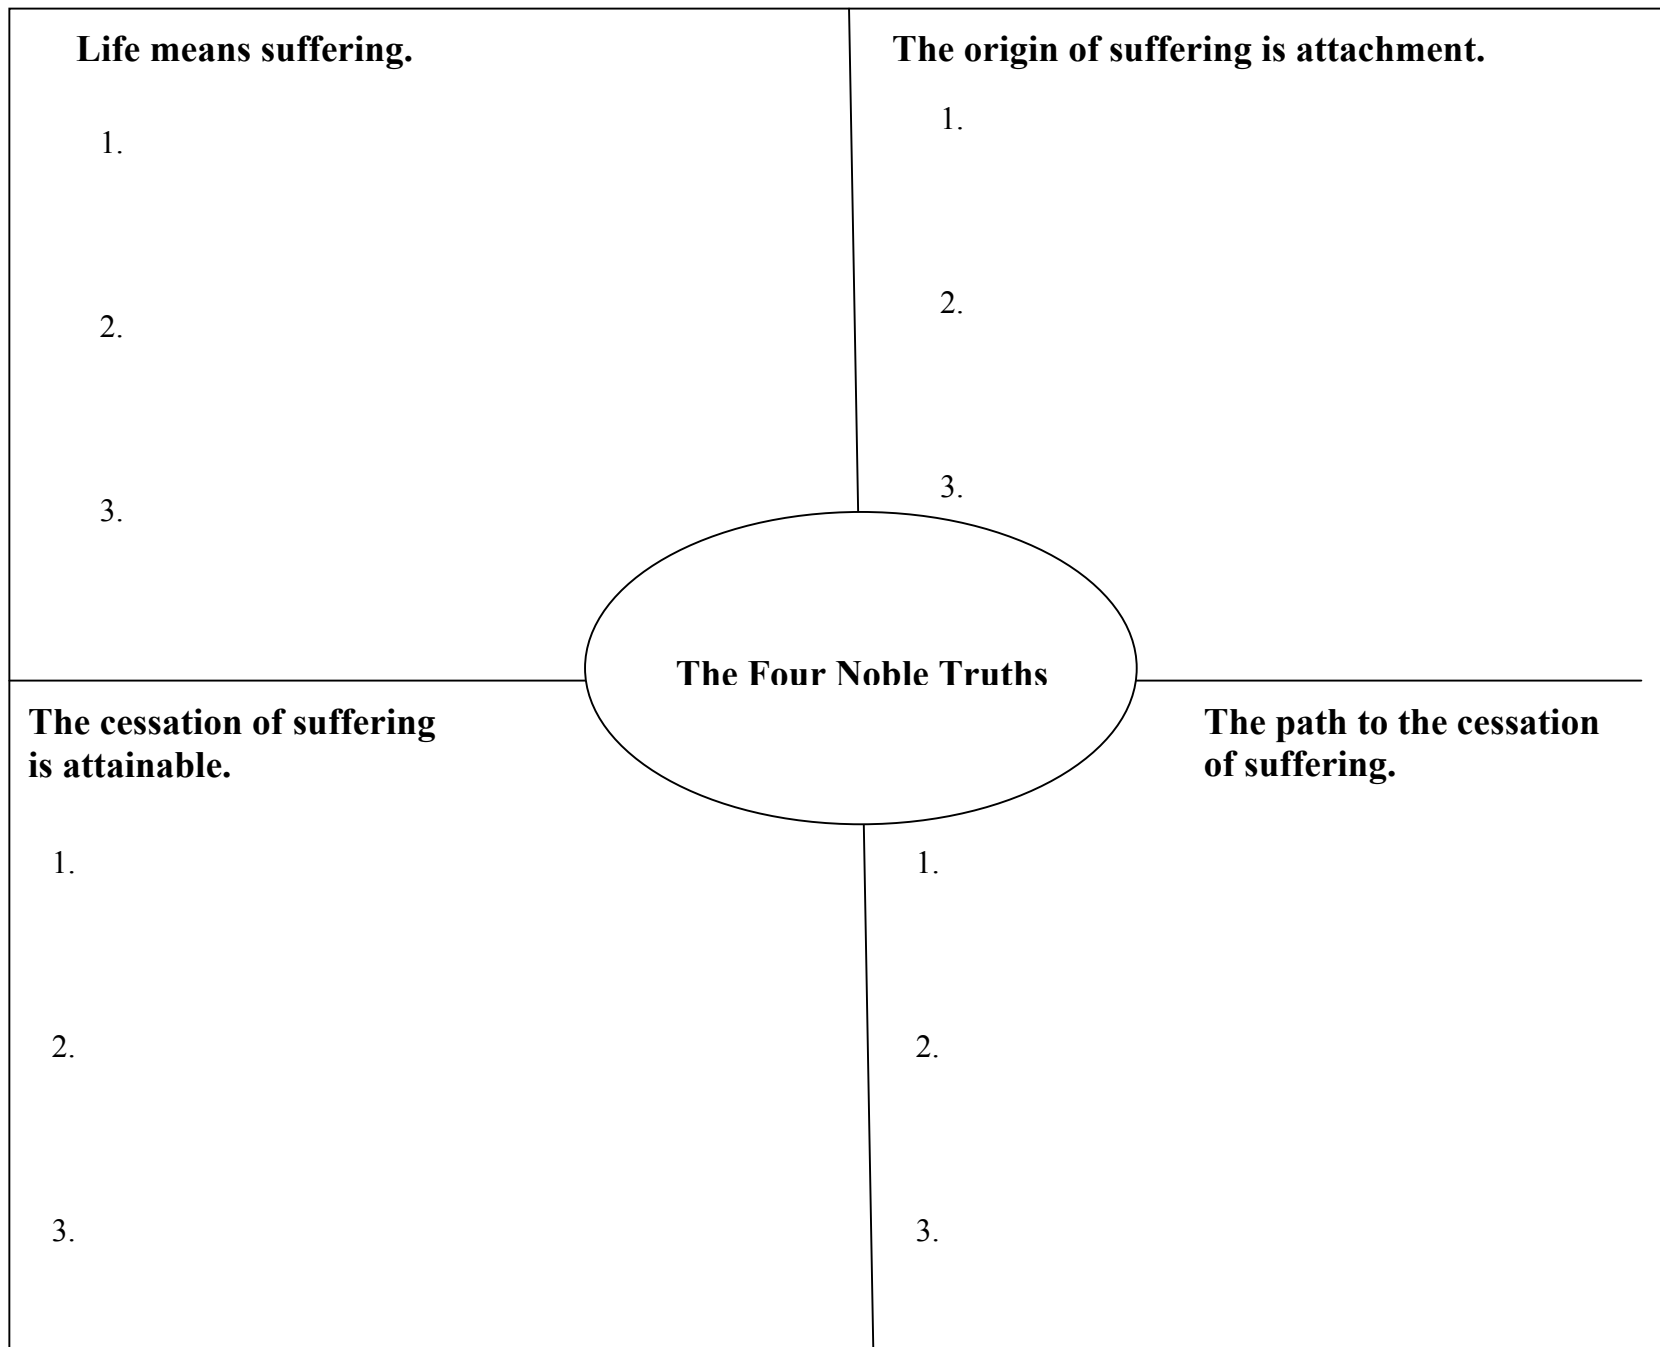 Life means suffering.
1.
2.
3.
The origin of suffering is attachment.
1.
2.
3.
The Four Noble Truths
The cessation of suffering
is attainable.
1.
2.
3.
The path to the cessation
of suffering.
1.
2.
3.